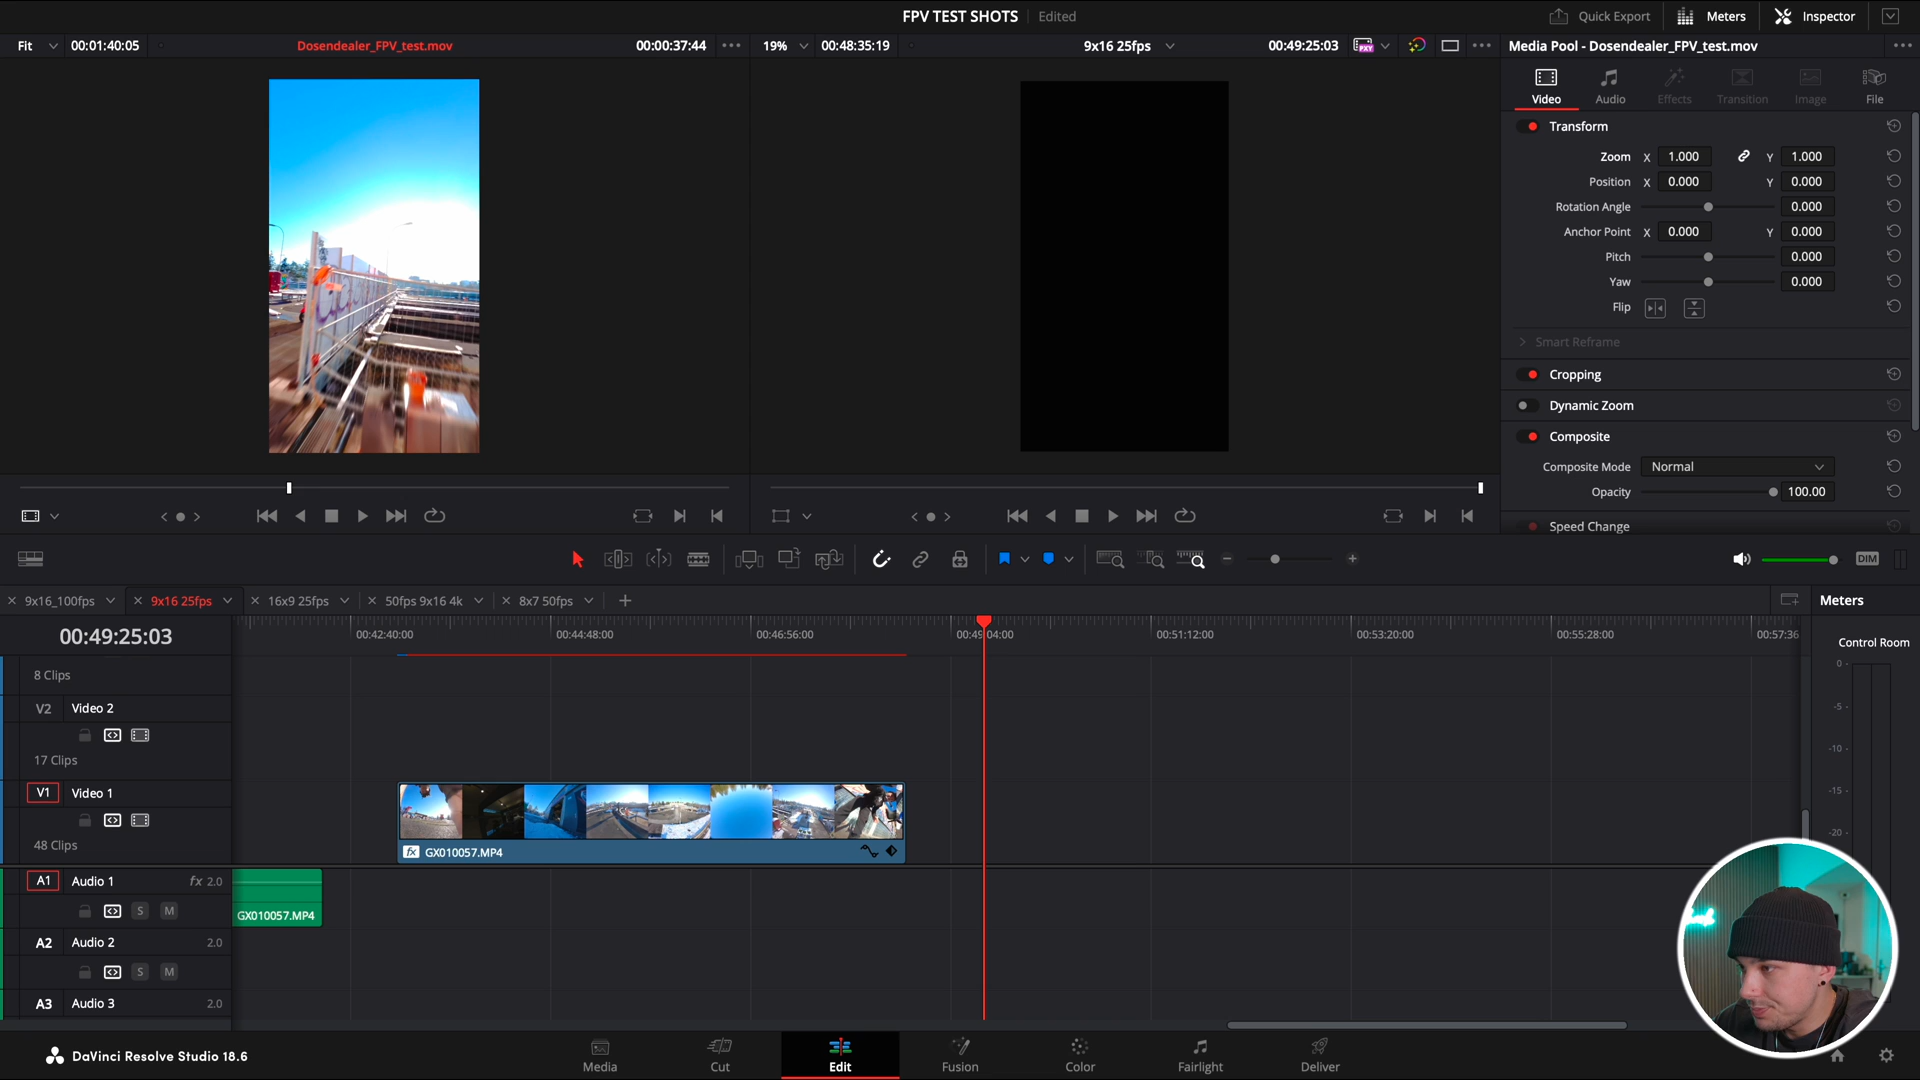 FPV TEST SHOTS Edited
Quick Export Meters Inspector
Fit 00:01:40:05 Dosendealer_FPV_test.mov 00:00:37:44
19% 00:48:35:19 9x16 25fps 00:49:25:03 PXY
Media Pool - Dosendealer_FPV_test.mov
Video Audio Effects Transition Image File
Transform
Zoom X 1.000 Y 1.000
Position X 0.000 Y 0.000
Rotation Angle 0.000
Anchor Point X 0.000 Y 0.000
Pitch 0.000
Yaw 0.000
Flip
Smart Reframe
Cropping
Dynamic Zoom
Composite
Composite Mode Normal
Opacity 100.00
Speed Change
DIM
9x16_100fps 9x16 25fps 16x9 25fps 50fps 9x16 4k 8x7 50fps
Meters
00:49:25:03
00:42:40:00 00:44:48:00 00:46:56:00 00:49:04:00 00:51:12:00 00:53:20:00 00:55:28:00 00:57:36
Control Room
0
-5
-10
-15
-20
8 Clips
V2 Video 2
17 Clips
V1 Video 1
48 Clips
fx GX010057.MP4
A1 Audio 1 fx 2.0
S M
GX010057.MP4
A2 Audio 2 2.0
S M
A3 Audio 3 2.0
DaVinci Resolve Studio 18.6
Media Cut Edit Fusion Color Fairlight Deliver